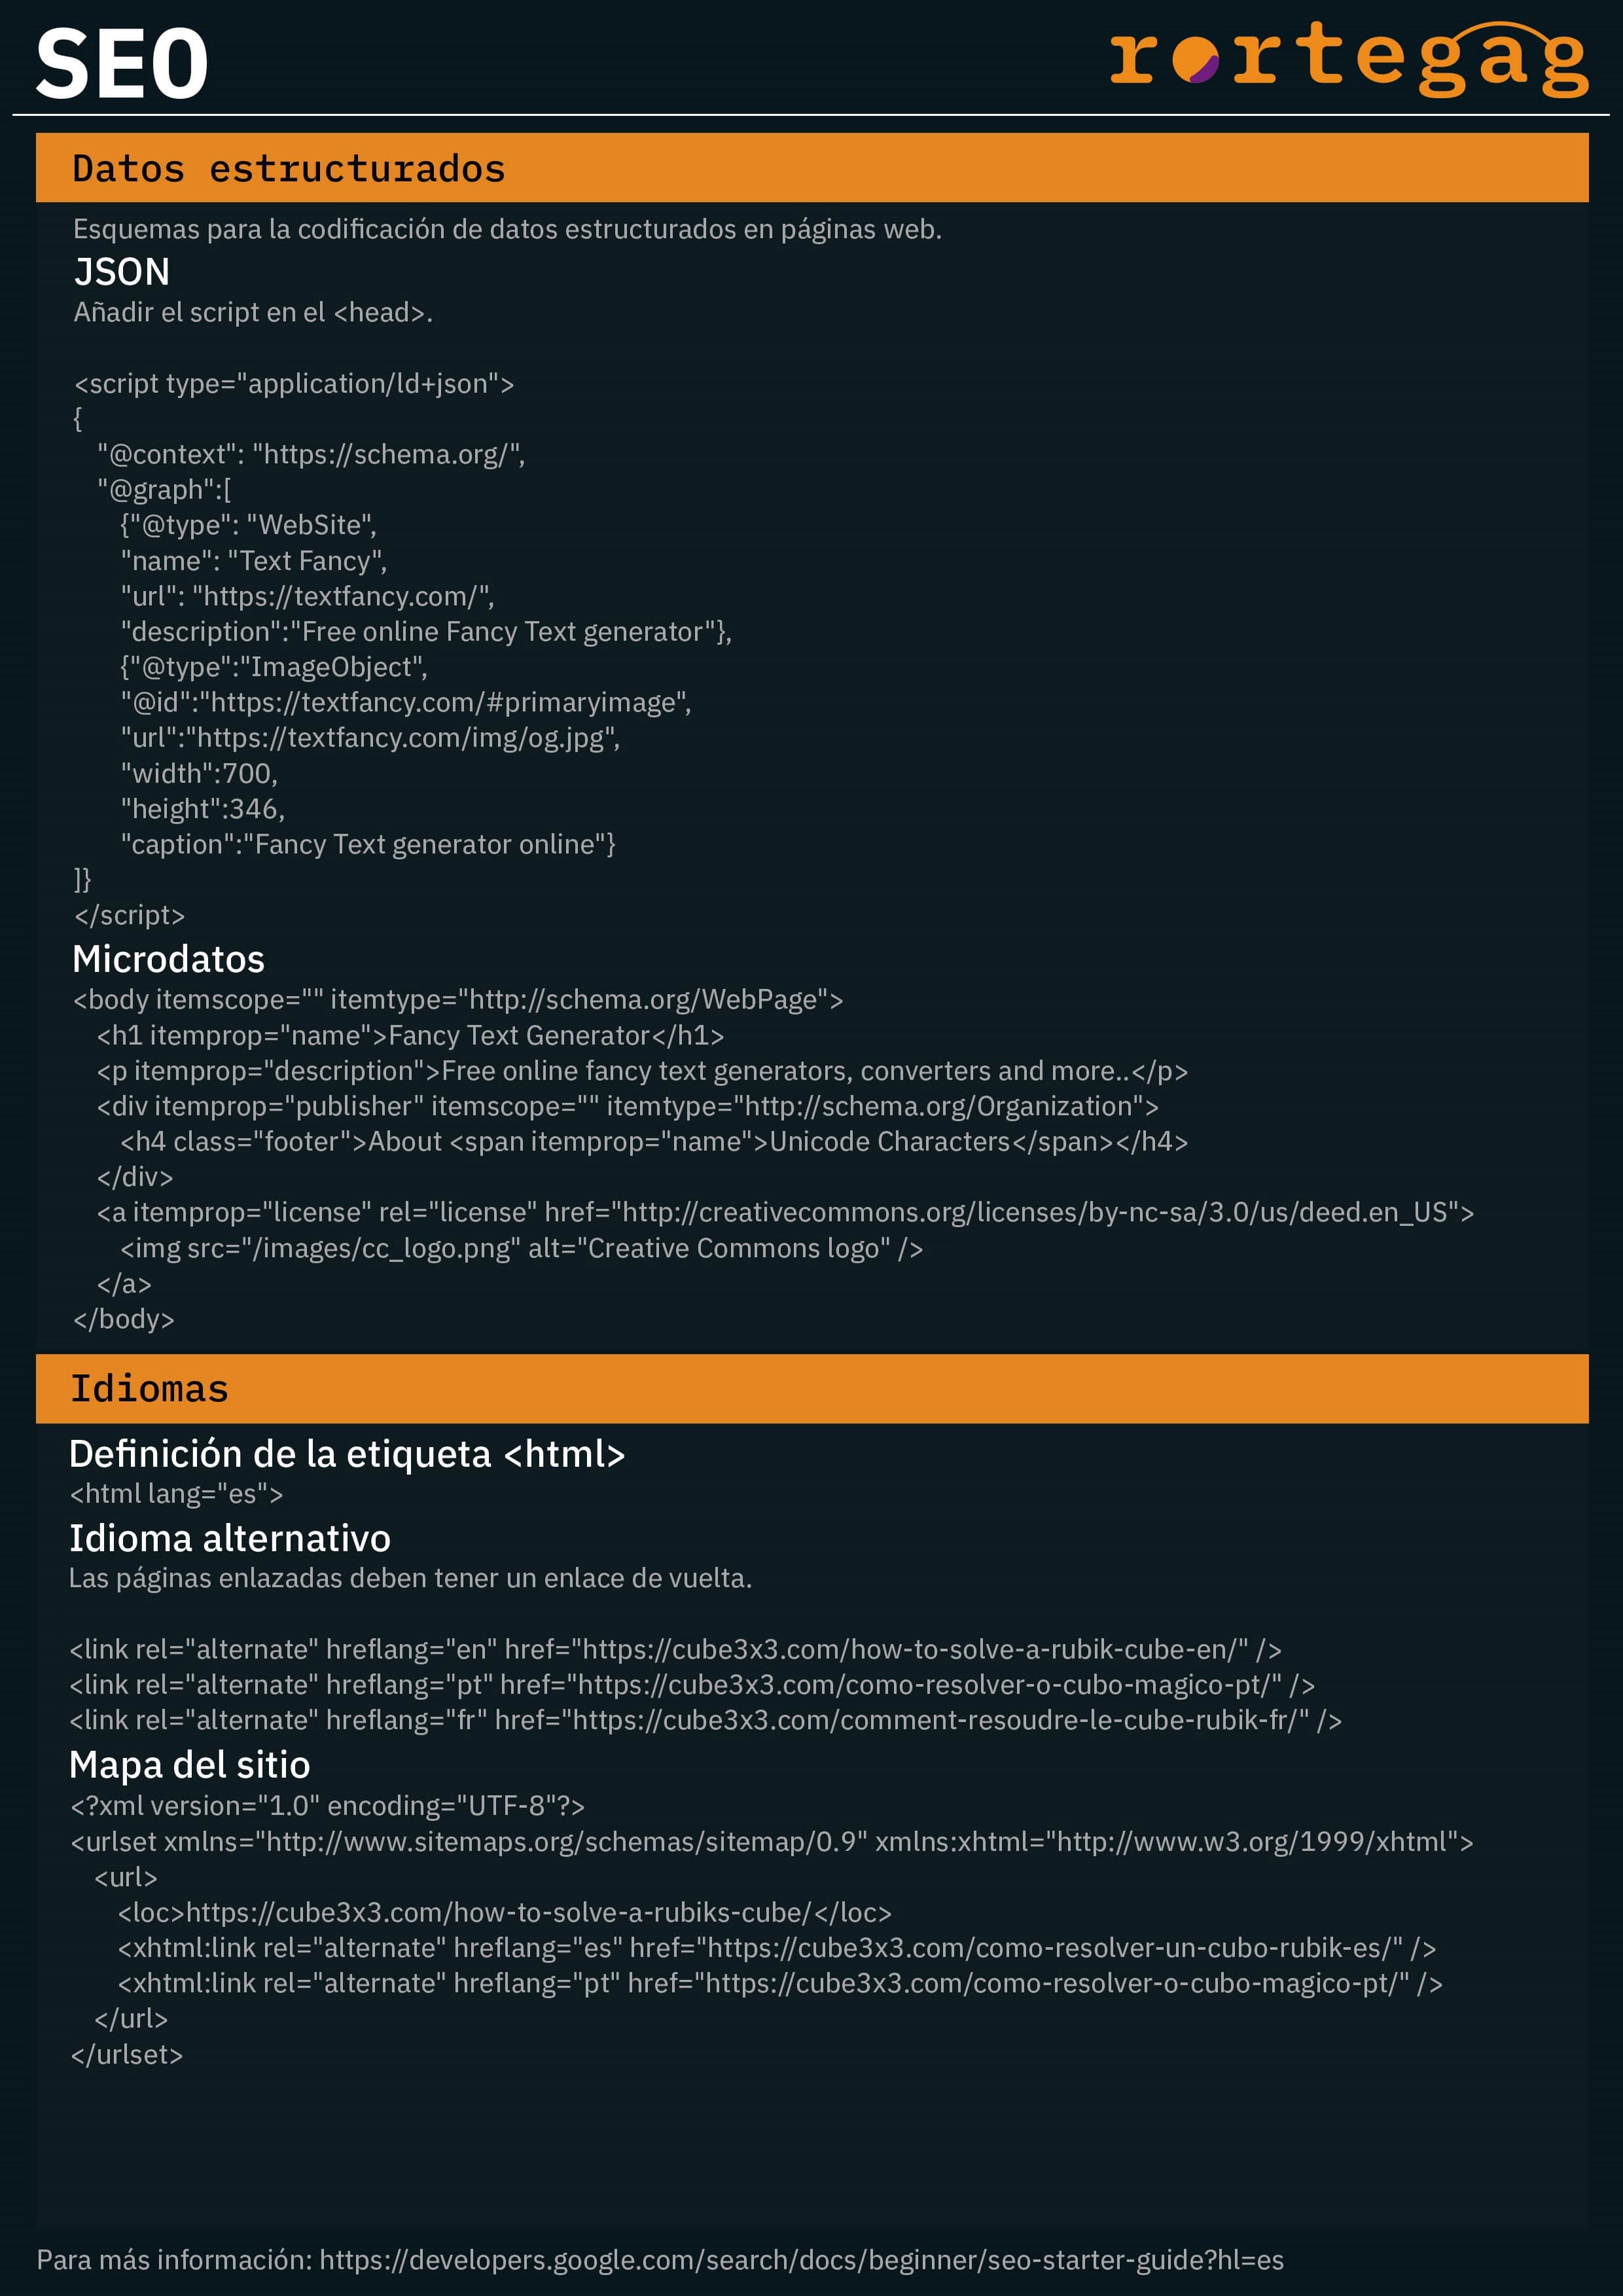 SEO
rortegag
Datos estructurados
Esquemas para la codificación de datos estructurados en páginas web.
JSON
Añadir el script en el <head>.
<script type="application/ld+json">
{
"@context": "https://schema.org/",
"@graph":[
{"@type": "WebSite",
"name": "Text Fancy",
"url": "https://textfancy.com/",
"description":"Free online Fancy Text generator"},
{"@type":"ImageObject",
"@id":"https://textfancy.com/#primaryimage",
"url":"https://textfancy.com/img/og.jpg",
"width":700,
"height":346,
"caption":"Fancy Text generator online"}
]}
</script>
Microdatos
<body itemscope="" itemtype="http://schema.org/WebPage">
<h1 itemprop="name">Fancy Text Generator</h1>
<p itemprop="description">Free online fancy text generators, converters and more..</p>
<div itemprop="publisher" itemscope="" itemtype="http://schema.org/Organization">
<h4 class="footer">About <span itemprop="name">Unicode Characters</span></h4>
</div>
<a itemprop="license" rel="license" href="http://creativecommons.org/licenses/by-nc-sa/3.0/us/deed.en_US">
<img src="/images/cc_logo.png" alt="Creative Commons logo" />
</a>
</body>
Idiomas
Definición de la etiqueta <html>
<html lang="es">
Idioma alternativo
Las páginas enlazadas deben tener un enlace de vuelta.
<link rel="alternate" hreflang="en" href="https://cube3x3.com/how-to-solve-a-rubik-cube-en/" />
<link rel="alternate" hreflang="pt" href="https://cube3x3.com/como-resolver-o-cubo-magico-pt/" />
<link rel="alternate" hreflang="fr" href="https://cube3x3.com/comment-resoudre-le-cube-rubik-fr/" />
Mapa del sitio
<?xml version="1.0" encoding="UTF-8"?>
<urlset xmlns="http://www.sitemaps.org/schemas/sitemap/0.9" xmlns:xhtml="http://www.w3.org/1999/xhtml">
<url>
<loc>https://cube3x3.com/how-to-solve-a-rubiks-cube/</loc>
<xhtml:link rel="alternate" hreflang="es" href="https://cube3x3.com/como-resolver-un-cubo-rubik-es/" />
<xhtml:link rel="alternate" hreflang="pt" href="https://cube3x3.com/como-resolver-o-cubo-magico-pt/" />
</url>
</urlset>
Para más información: https://developers.google.com/search/docs/beginner/seo-starter-guide?hl=es